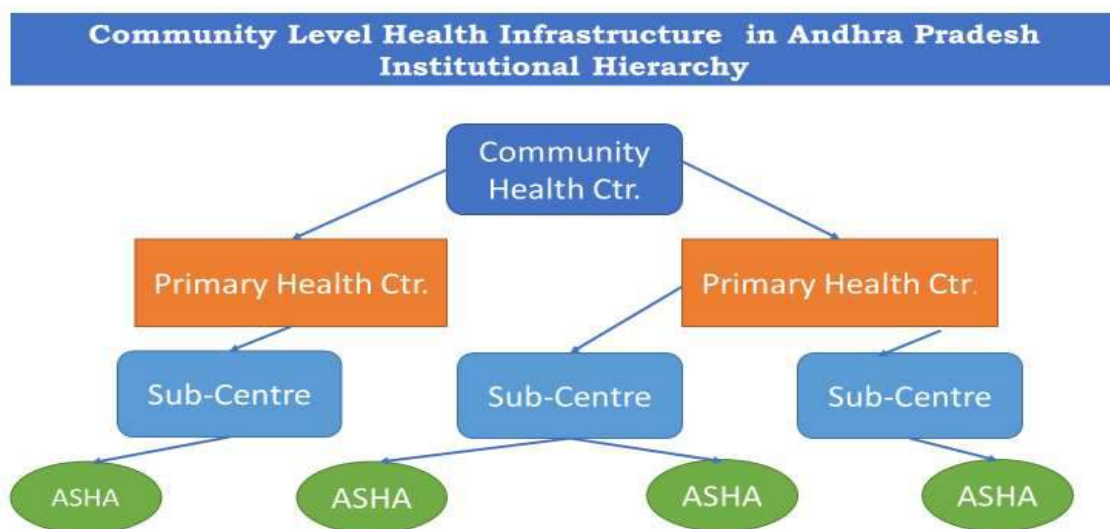 Community Level Health Infrastructure in Andhra Pradesh
Institutional Hierarchy
Community
Health Ctr.
Primary Health Ctr.
Primary Health Ctr.
Sub-Centre
Sub-Centre
Sub-Centre
ASHA
ASHA
ASHA
ASHA